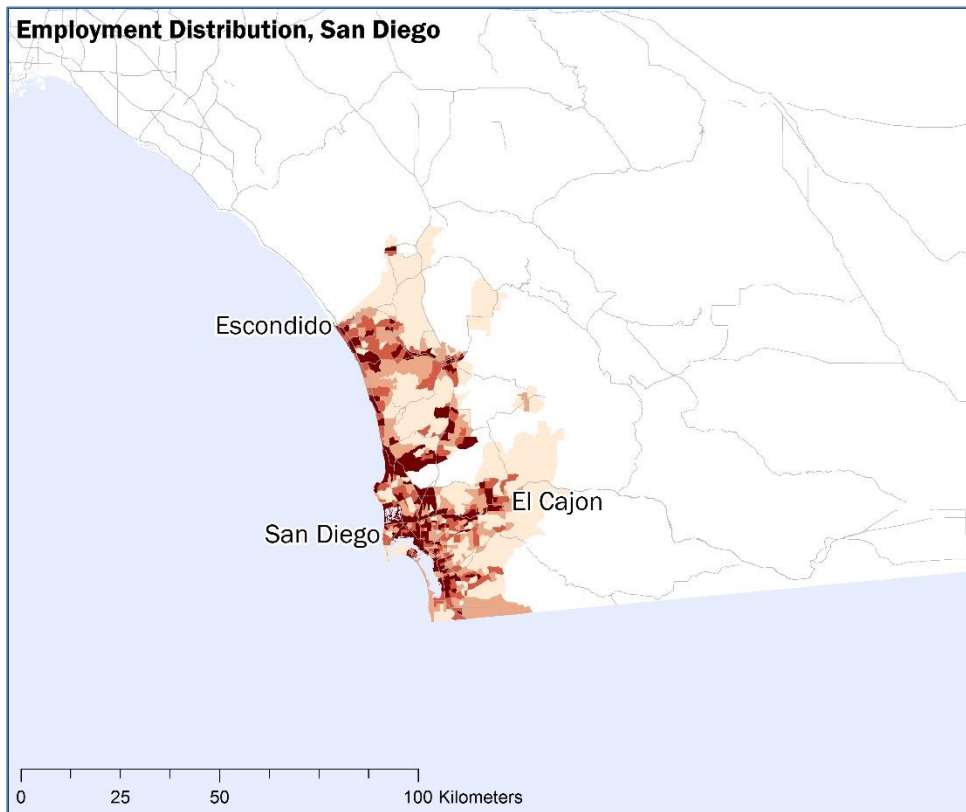 Employment Distribution, San Diego
Escondido
El Cajon
San Diego
0 25 50 100 Kilometers